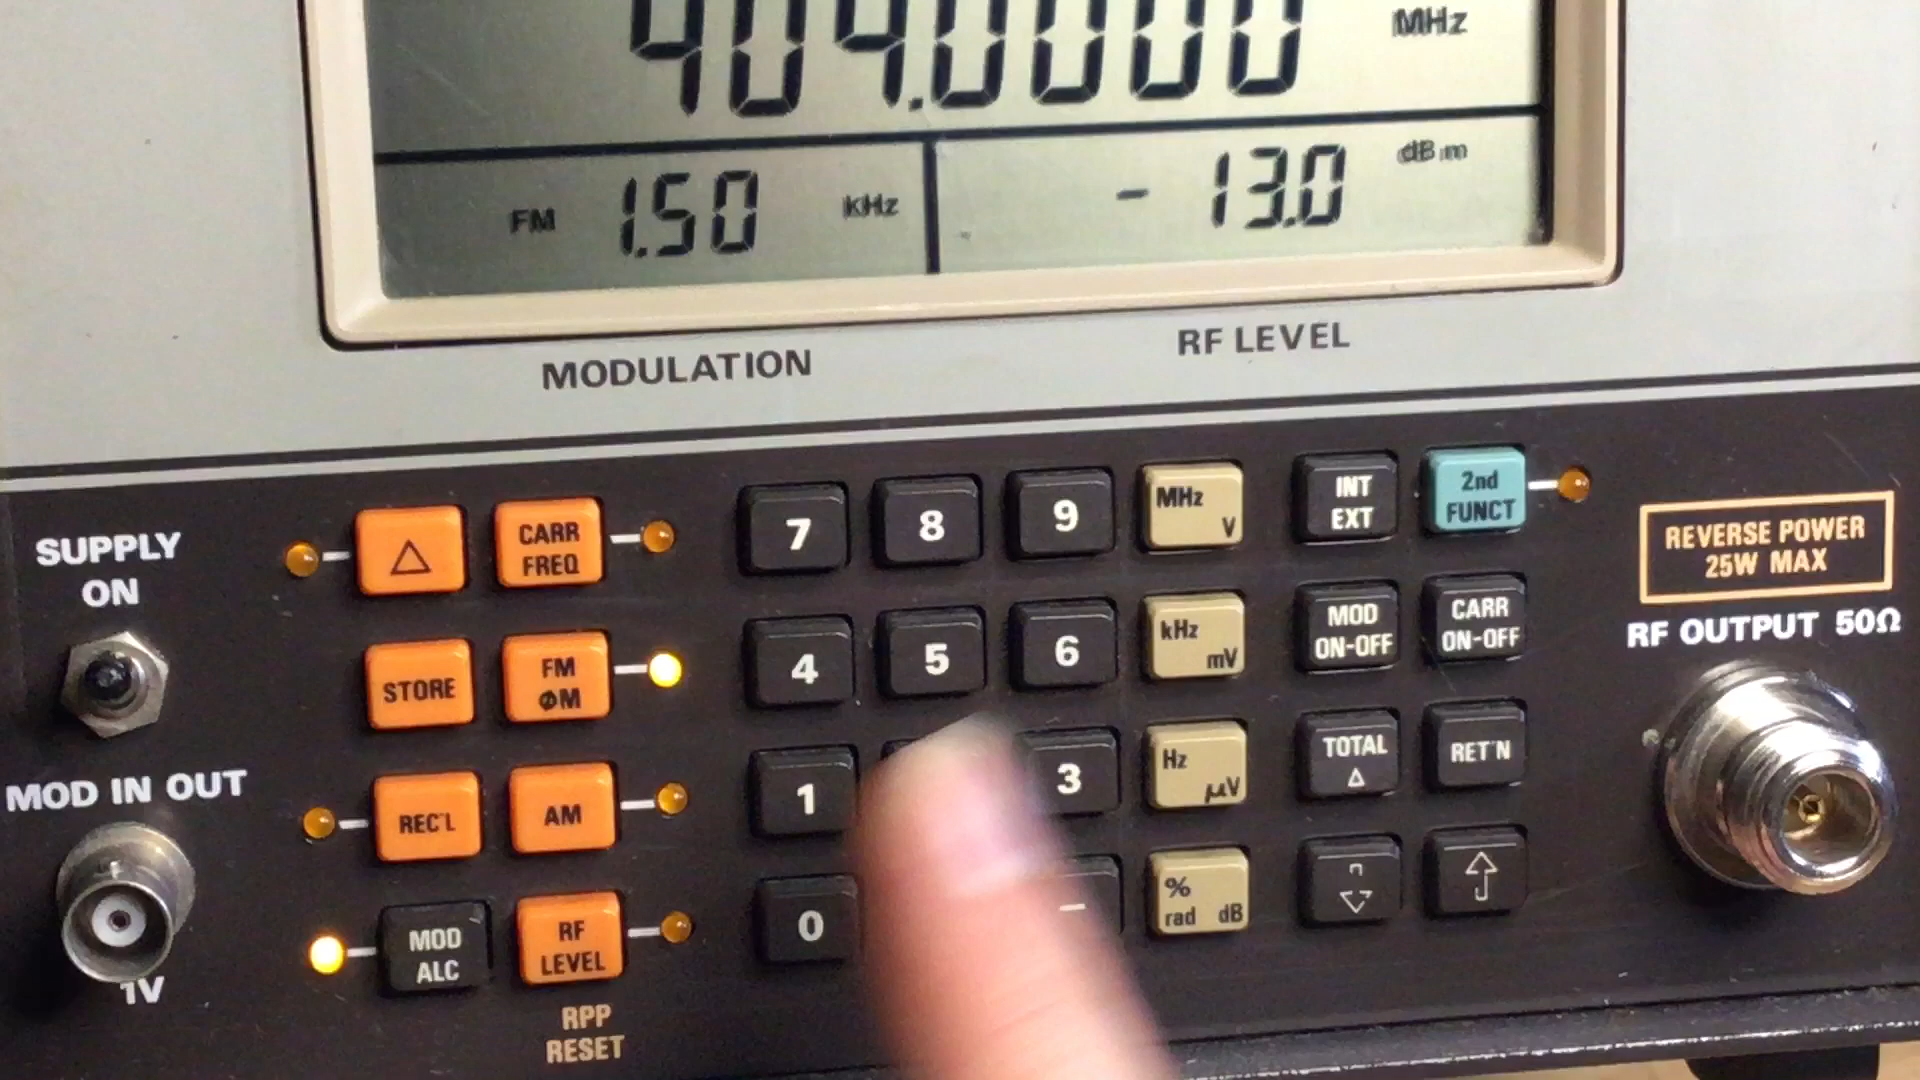 404.0000 MHz
FM 1.50 kHz
- 13.0 dBm
MODULATION
RF LEVEL
SUPPLY
ON
MOD IN OUT
1V
△
CARR
FREQ
STORE
FM
ΦM
REC'L
AM
MOD
ALC
RF
LEVEL
RPP
RESET
7
8
9
MHz
V
4
5
6
kHz
mV
1
3
Hz
µV
0
-
%
rad dB
INT
EXT
2nd
FUNCT
MOD
ON-OFF
CARR
ON-OFF
TOTAL
△
RET'N
REVERSE POWER
25W MAX
RF OUTPUT 50Ω